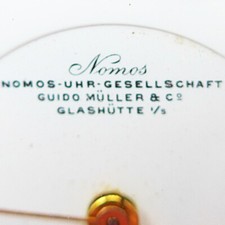 Nomos
NOMOS-UHR-GESELLSCHAFT
GUIDO MÜLLER & Cº
GLASHÜTTE i/S